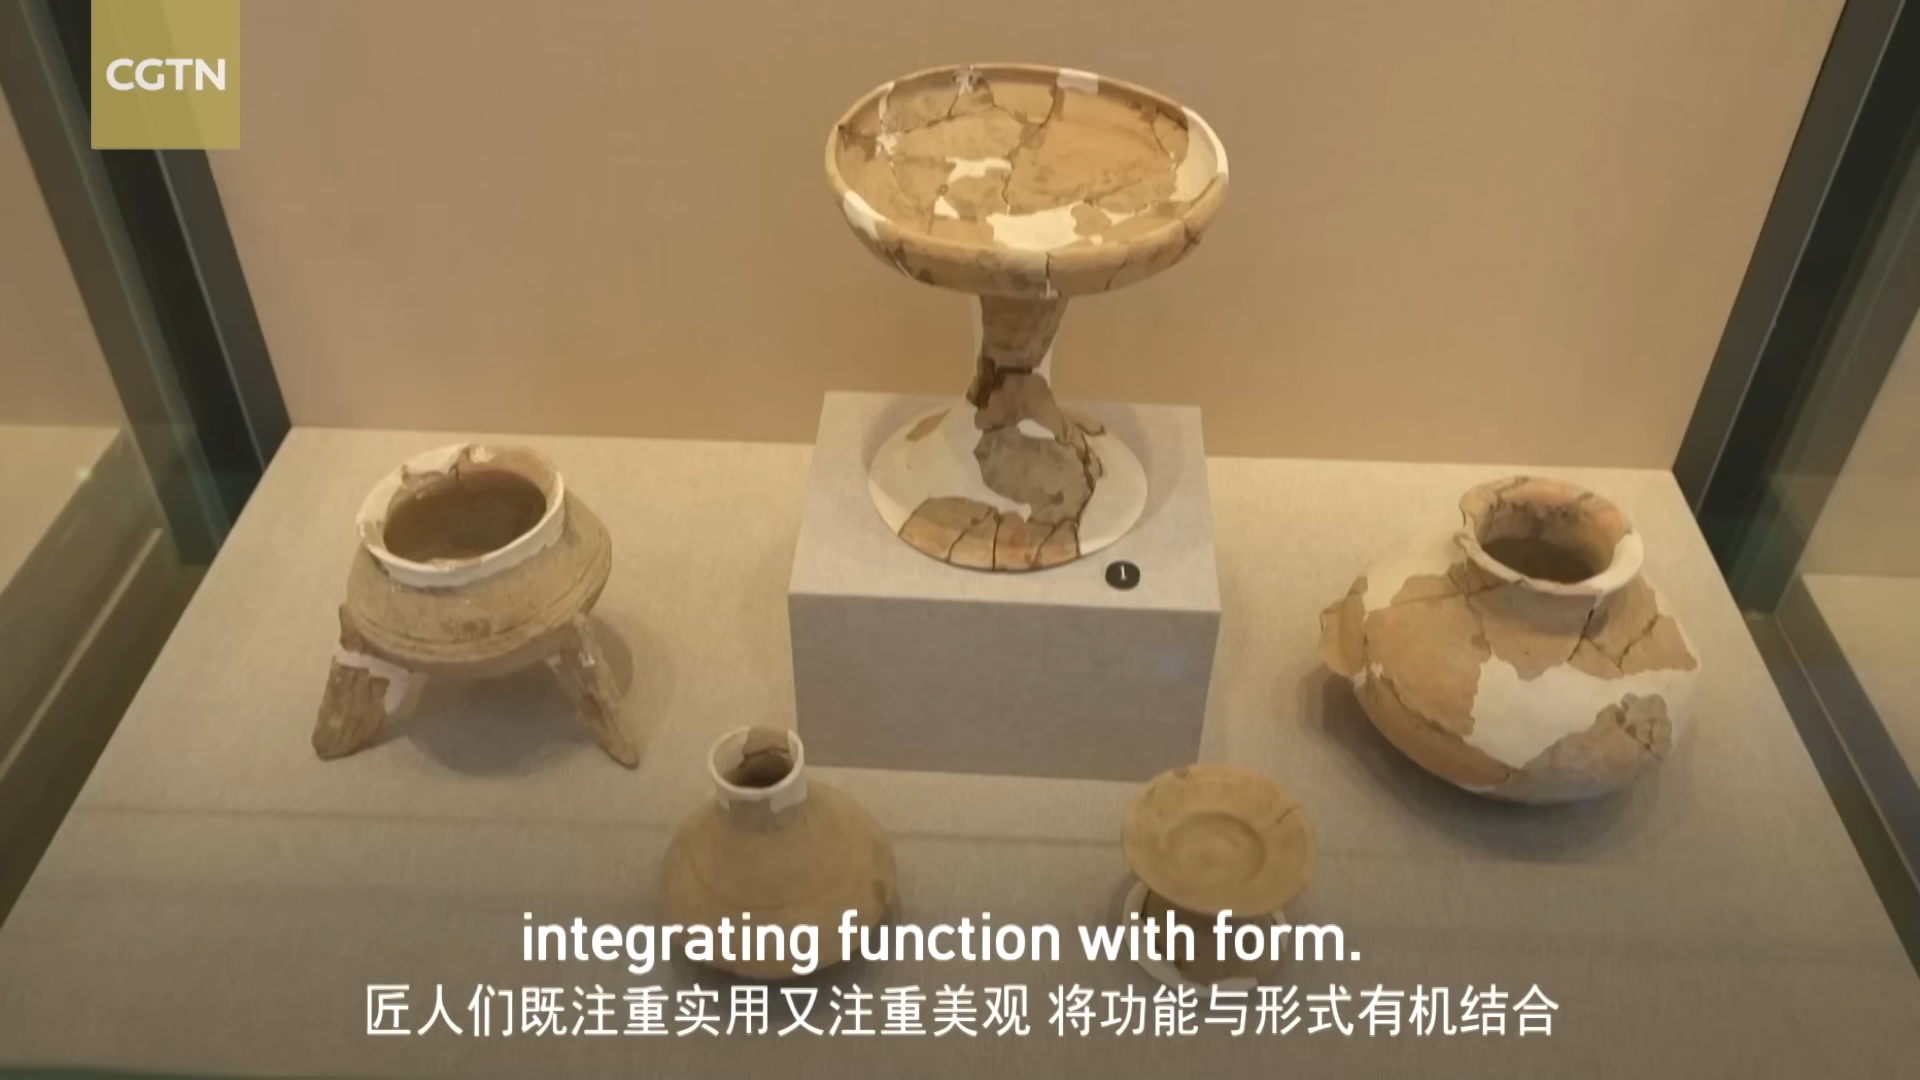 CGTN
1
integrating function with form.
匠人们既注重实用又注重美观 将功能与形式有机结合